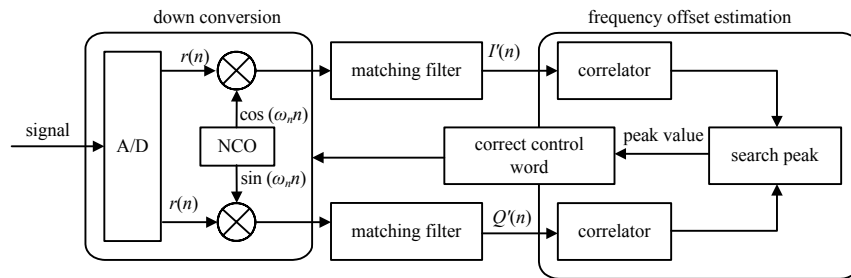 down conversion
frequency offset estimation
r(n)
I'(n)
matching filter
correlator
cos (ωₙn)
signal
A/D
NCO
correct control
word
peak value
search peak
sin (ωₙn)
r(n)
Q'(n)
matching filter
correlator